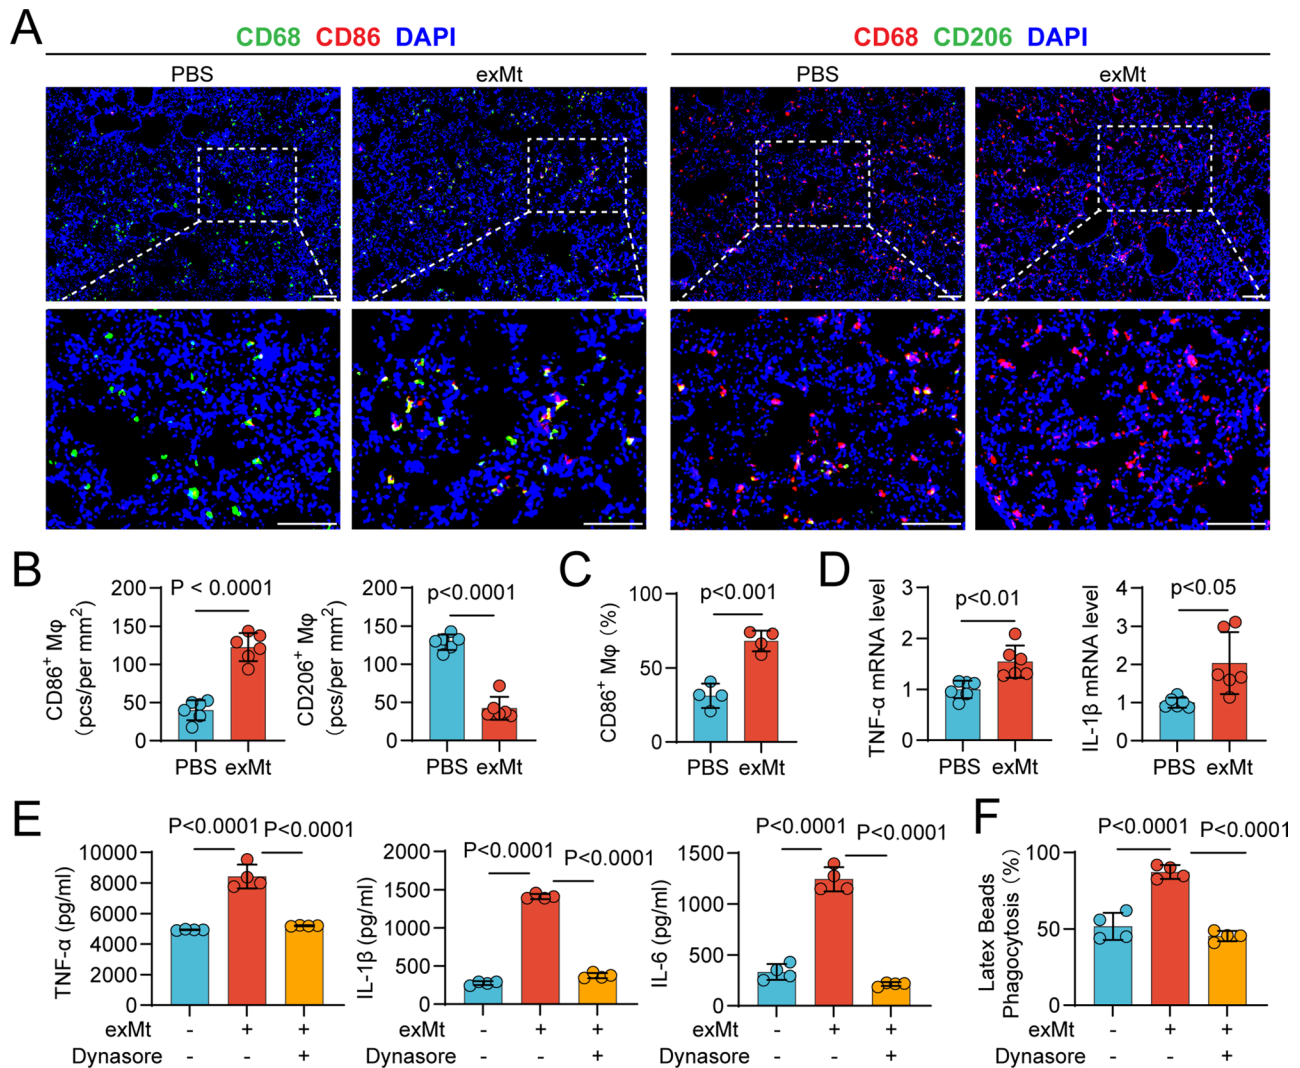 A
CD68 CD86 DAPI
CD68 CD206 DAPI
PBS
exMt
PBS
exMt
B
CD86+ Mφ
(pcs/per mm2)
200
150
100
50
0
P < 0.0001
PBS exMt
CD206+ Mφ
(pcs/per mm2)
200
150
100
50
0
p<0.0001
PBS exMt
C
CD86+ Mφ (%)
100
50
0
p<0.001
PBS exMt
D
TNF-α mRNA level
3
2
1
0
p<0.01
PBS exMt
IL-1β mRNA level
4
3
2
1
0
p<0.05
PBS exMt
E
TNF-α (pg/ml)
10000
8000
6000
4000
2000
0
P<0.0001
P<0.0001
exMt - + +
Dynasore - - +
IL-1β (pg/ml)
2000
1500
1000
500
0
P<0.0001
P<0.0001
exMt - + +
Dynasore - - +
IL-6 (pg/ml)
1500
1000
500
0
P<0.0001
P<0.0001
exMt - + +
Dynasore - - +
F
Latex Beads
Phagocytosis (%)
100
50
0
P<0.0001
P<0.0001
exMt - + +
Dynasore - - +